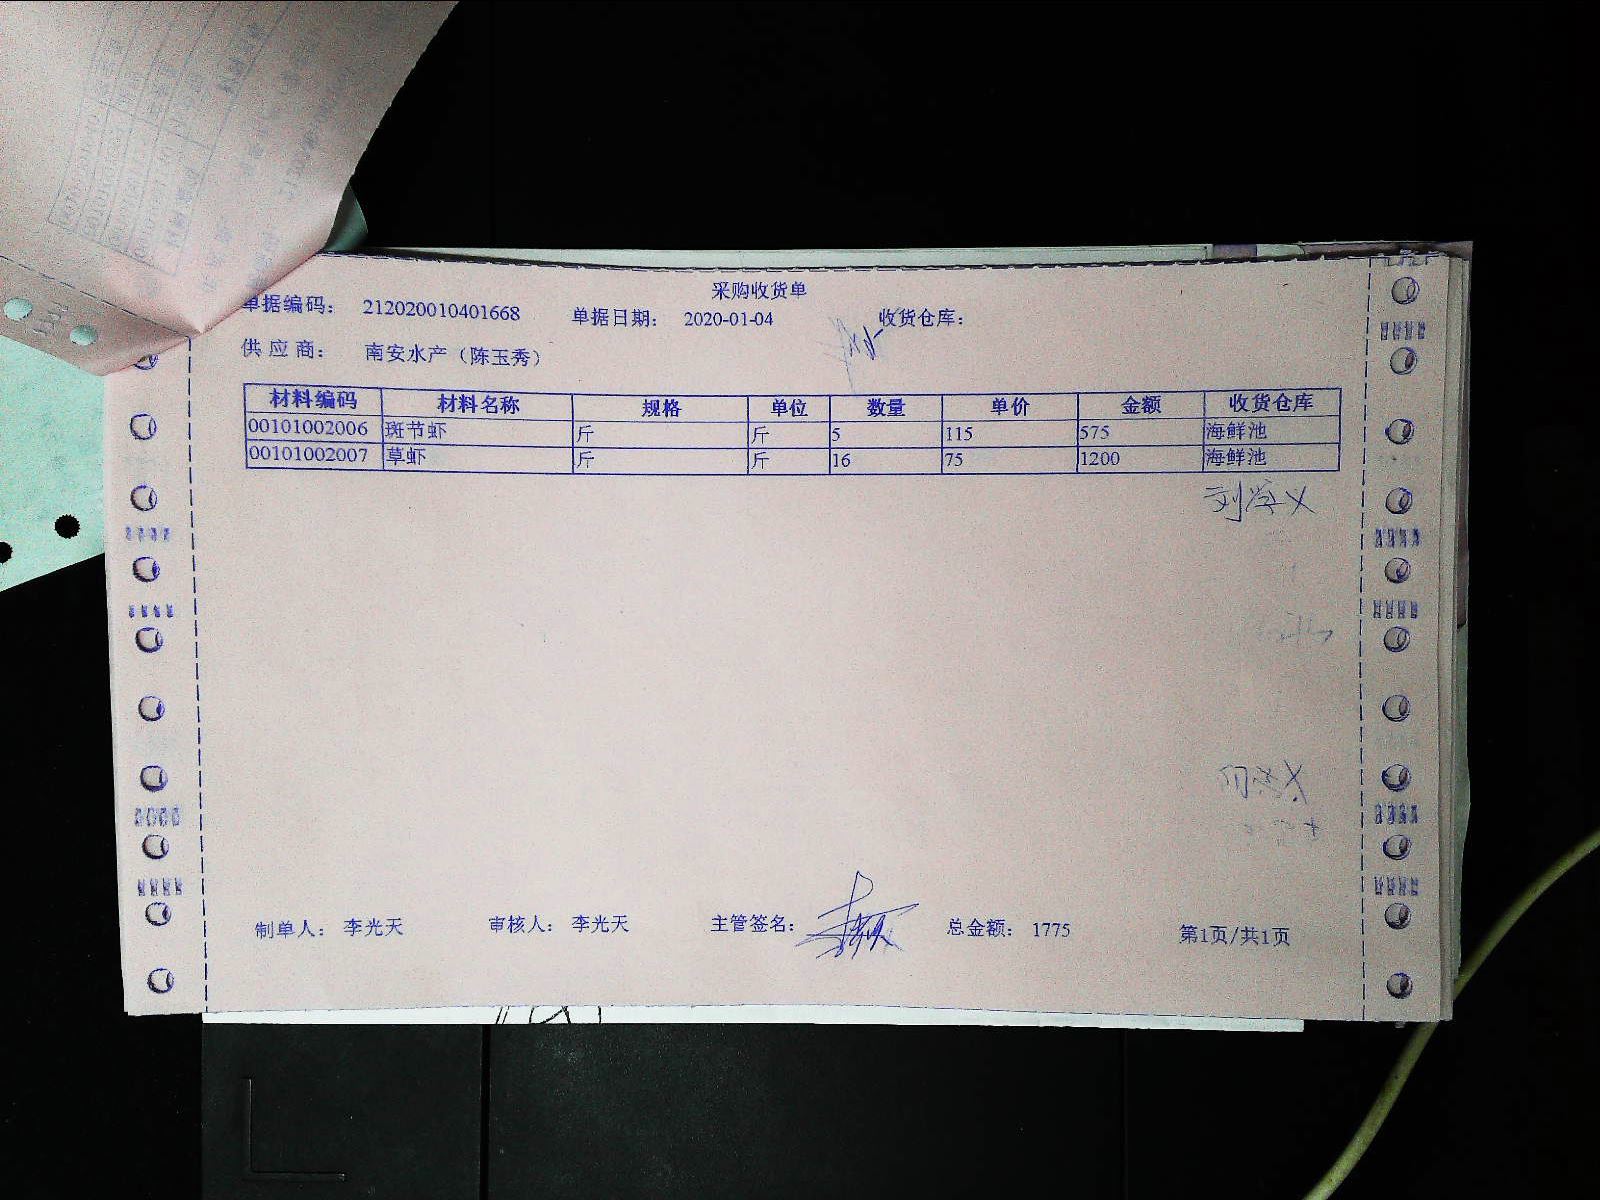 采购收货单
单据编码： 212020010401668 单据日期： 2020-01-04 收货仓库：
供应商： 南安水产（陈玉秀）
材料编码 材料名称 规格 单位 数量 单价 金额 收货仓库
00101002006 斑节虾 斤 斤 5 115 575 海鲜池
00101002007 草虾 斤 斤 16 75 1200 海鲜池
制单人： 李光天 审核人： 李光天 主管签名： 总金额： 1775 第1页/共1页